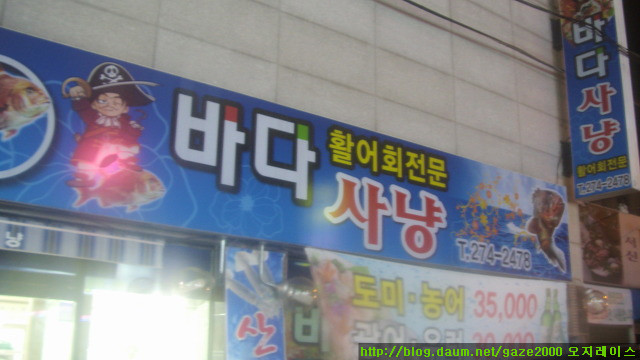 바다
활어회전문
사냥
T.274-2478
바다사냥
활어회전문
T.274-2478
냥
도미·농어 35,000
산
http://blog.daum.net/gaze2000 오지레이스